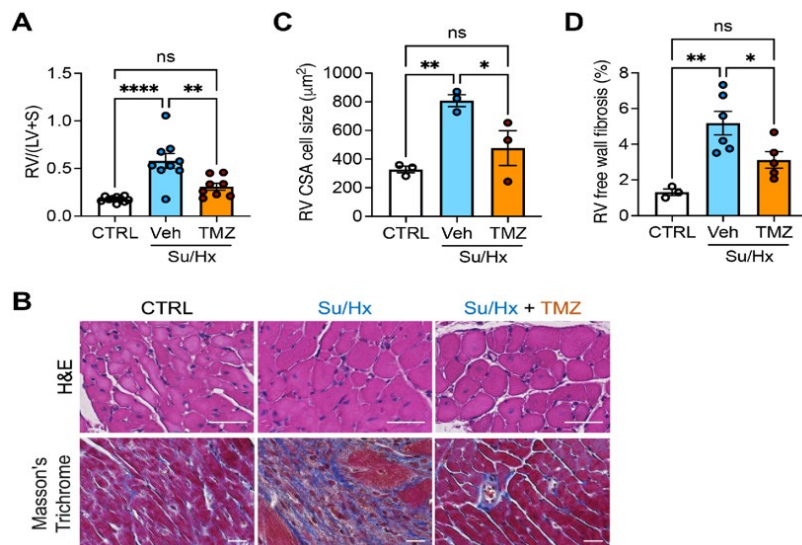 A
ns
**** **
RV/(LV+S)
1.5
1.0
0.5
0.0
CTRL Veh TMZ
Su/Hx
C
ns
** *
RV CSA cell size (μm²)
1000
800
600
400
200
0
CTRL Veh TMZ
Su/Hx
D
ns
** *
RV free wall fibrosis (%)
8
6
4
2
0
CTRL Veh TMZ
Su/Hx
B
CTRL Su/Hx Su/Hx + TMZ
H&E
Masson's
Trichrome